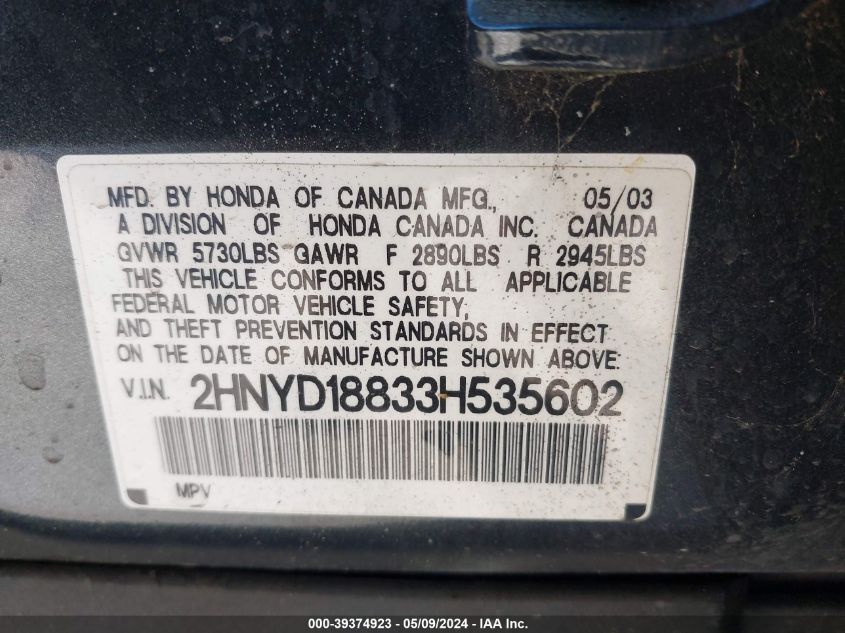 MFD. BY HONDA OF CANADA MFG., 05/03
A DIVISION OF HONDA CANADA INC. CANADA
GVWR 5730LBS GAWR F 2890LBS R 2945LBS
THIS VEHICLE CONFORMS TO ALL APPLICABLE
FEDERAL MOTOR VEHICLE SAFETY,
AND THEFT PREVENTION STANDARDS IN EFFECT
ON THE DATE OF MANUFACTURE SHOWN ABOVE.
V.I.N. 2HNYD18833H535602
MPV
000-39374923 - 05/09/2024 - IAA Inc.